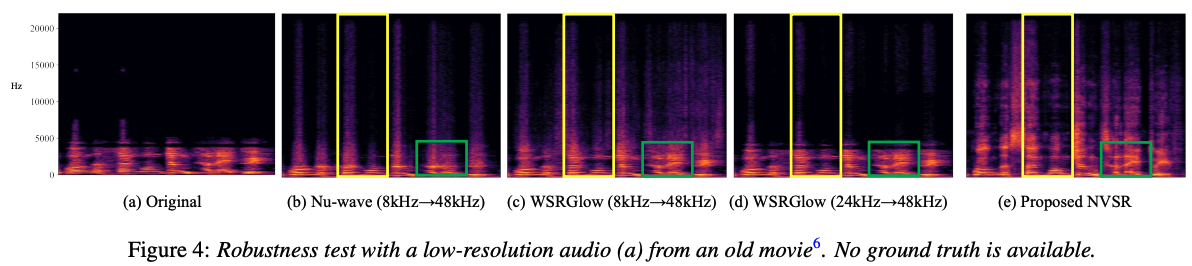 20000
15000
Hz
10000
5000
0
(a) Original
(b) Nu-wave (8kHz→48kHz)
(c) WSRGlow (8kHz→48kHz)
(d) WSRGlow (24kHz→48kHz)
(e) Proposed NVSR
Figure 4: Robustness test with a low-resolution audio (a) from an old movie6. No ground truth is available.